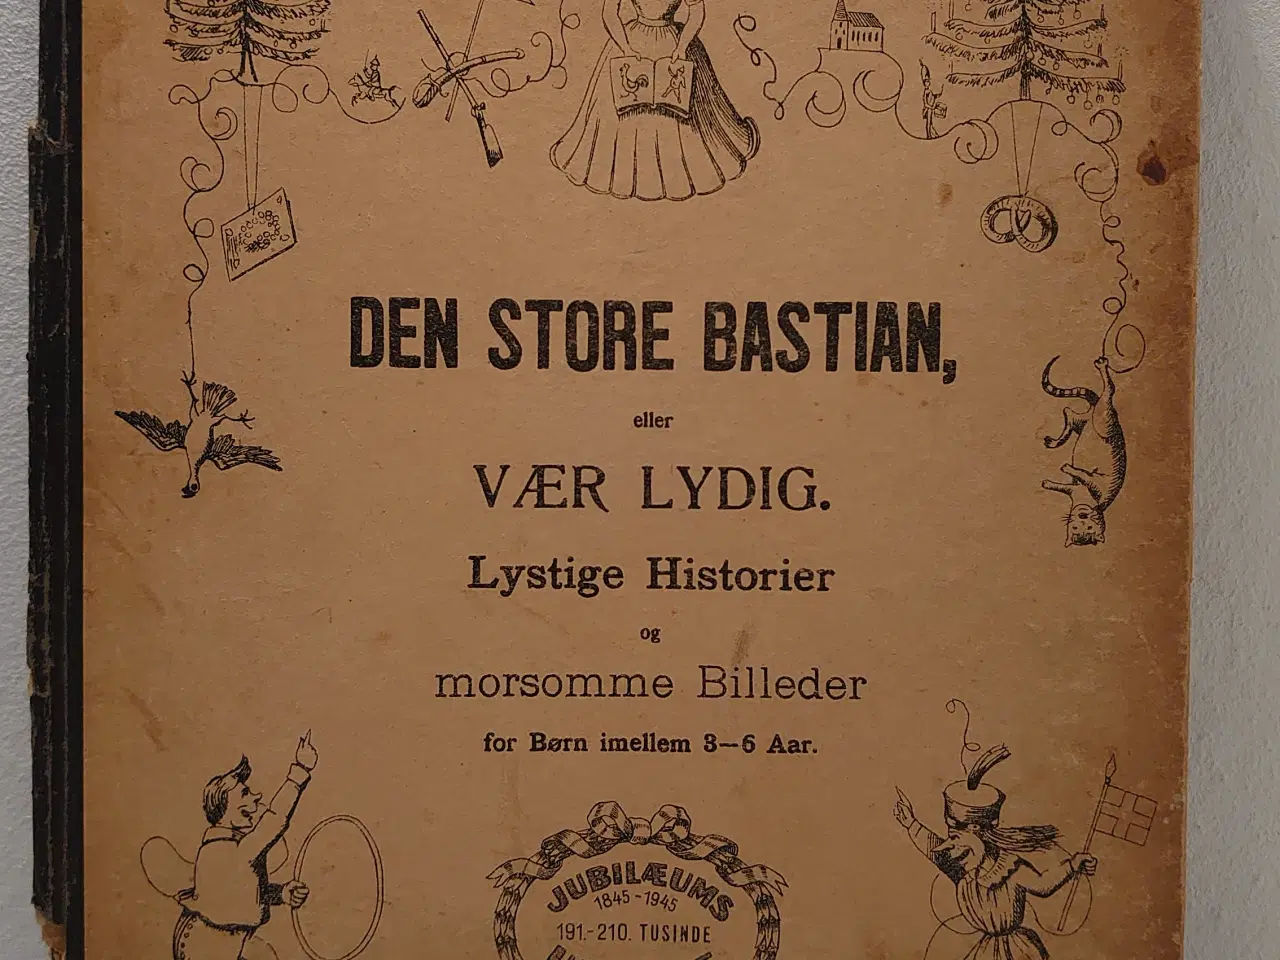 DEN STORE BASTIAN,
eller
VÆR LYDIG.
Lystige Historier
og
morsomme Billeder
for Børn imellem 3—6 Aar.
JUBILÆUMS
1845-1945
191.-210. TUSINDE